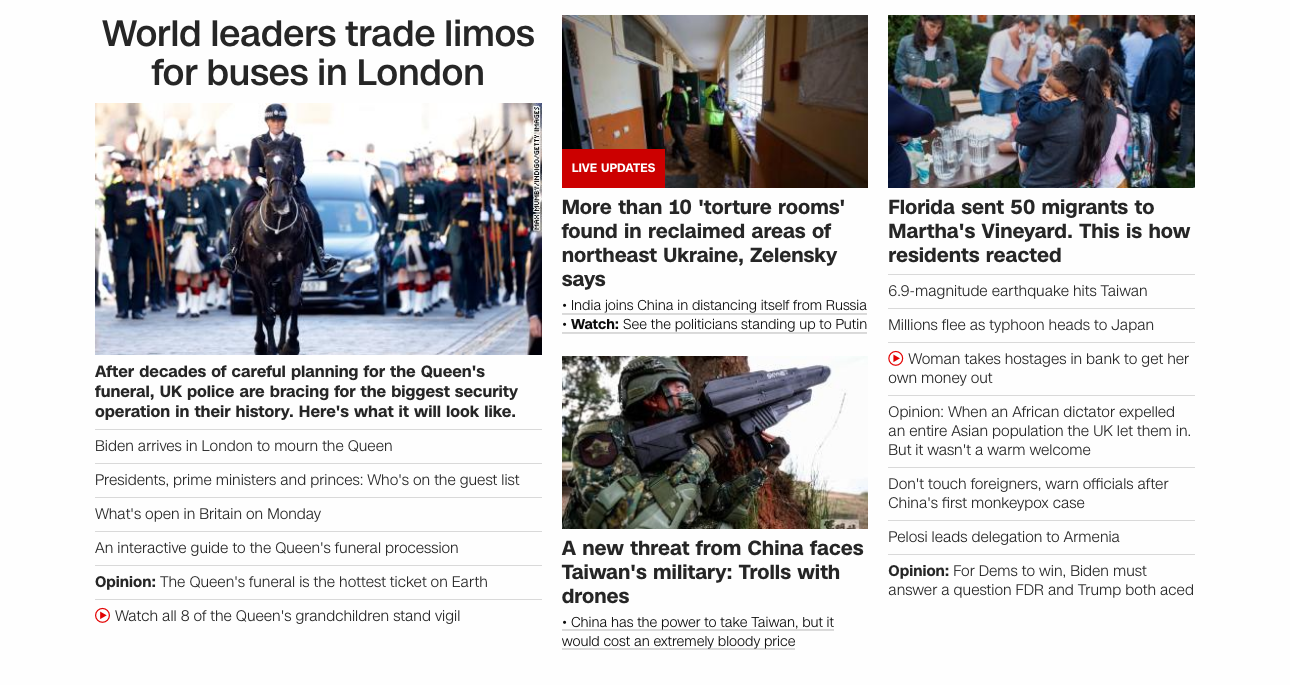 World leaders trade limos
for buses in London
MAX MUMBY/INDIGO/GETTY IMAGES
After decades of careful planning for the Queen's
funeral, UK police are bracing for the biggest security
operation in their history. Here's what it will look like.
Biden arrives in London to mourn the Queen
Presidents, prime ministers and princes: Who's on the guest list
What's open in Britain on Monday
An interactive guide to the Queen's funeral procession
Opinion: The Queen's funeral is the hottest ticket on Earth
Watch all 8 of the Queen's grandchildren stand vigil
LIVE UPDATES
More than 10 'torture rooms'
found in reclaimed areas of
northeast Ukraine, Zelensky
says
• India joins China in distancing itself from Russia
• Watch: See the politicians standing up to Putin
A new threat from China faces
Taiwan's military: Trolls with
drones
• China has the power to take Taiwan, but it
would cost an extremely bloody price
Florida sent 50 migrants to
Martha's Vineyard. This is how
residents reacted
6.9-magnitude earthquake hits Taiwan
Millions flee as typhoon heads to Japan
Woman takes hostages in bank to get her
own money out
Opinion: When an African dictator expelled
an entire Asian population the UK let them in.
But it wasn't a warm welcome
Don't touch foreigners, warn officials after
China's first monkeypox case
Pelosi leads delegation to Armenia
Opinion: For Dems to win, Biden must
answer a question FDR and Trump both aced